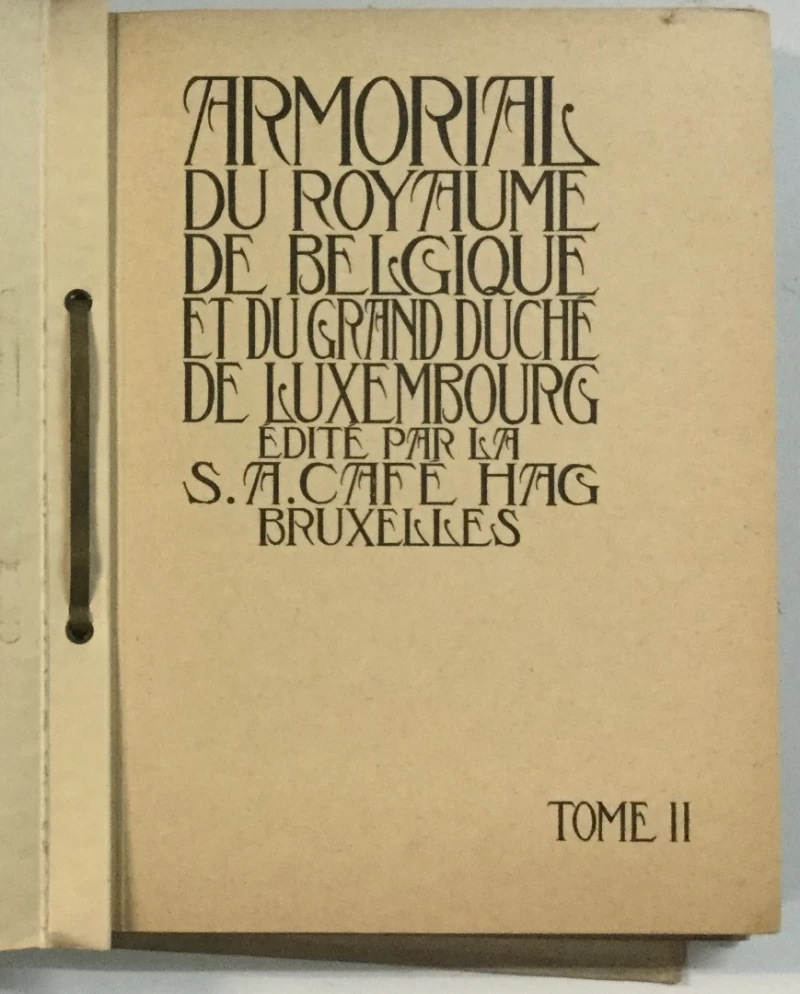 ARMORIAL
DU ROYAUME
DE BELGIQUE
ET DU GRAND DUCHÉ
DE LUXEMBOURG
ÉDITÉ PAR LA
S. A. CAFÉ HAG
BRUXELLES
TOME II